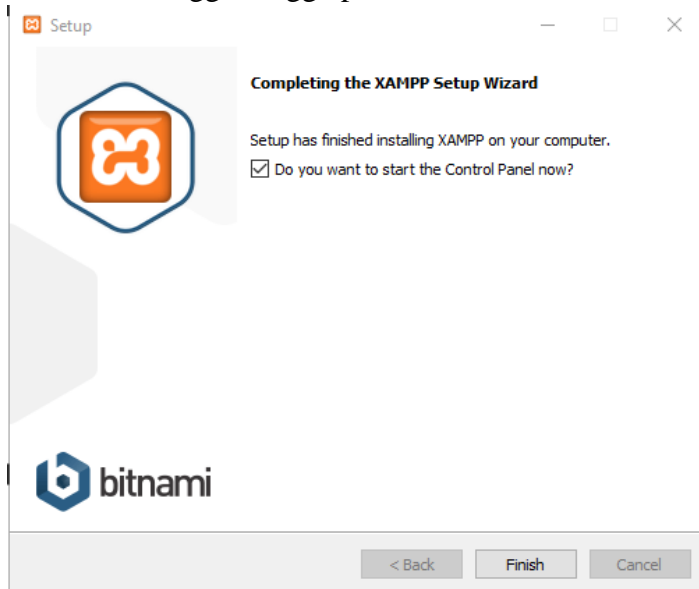 Setup
Completing the XAMPP Setup Wizard
Setup has finished installing XAMPP on your computer.
Do you want to start the Control Panel now?
bitnami
< Back
Finish
Cancel